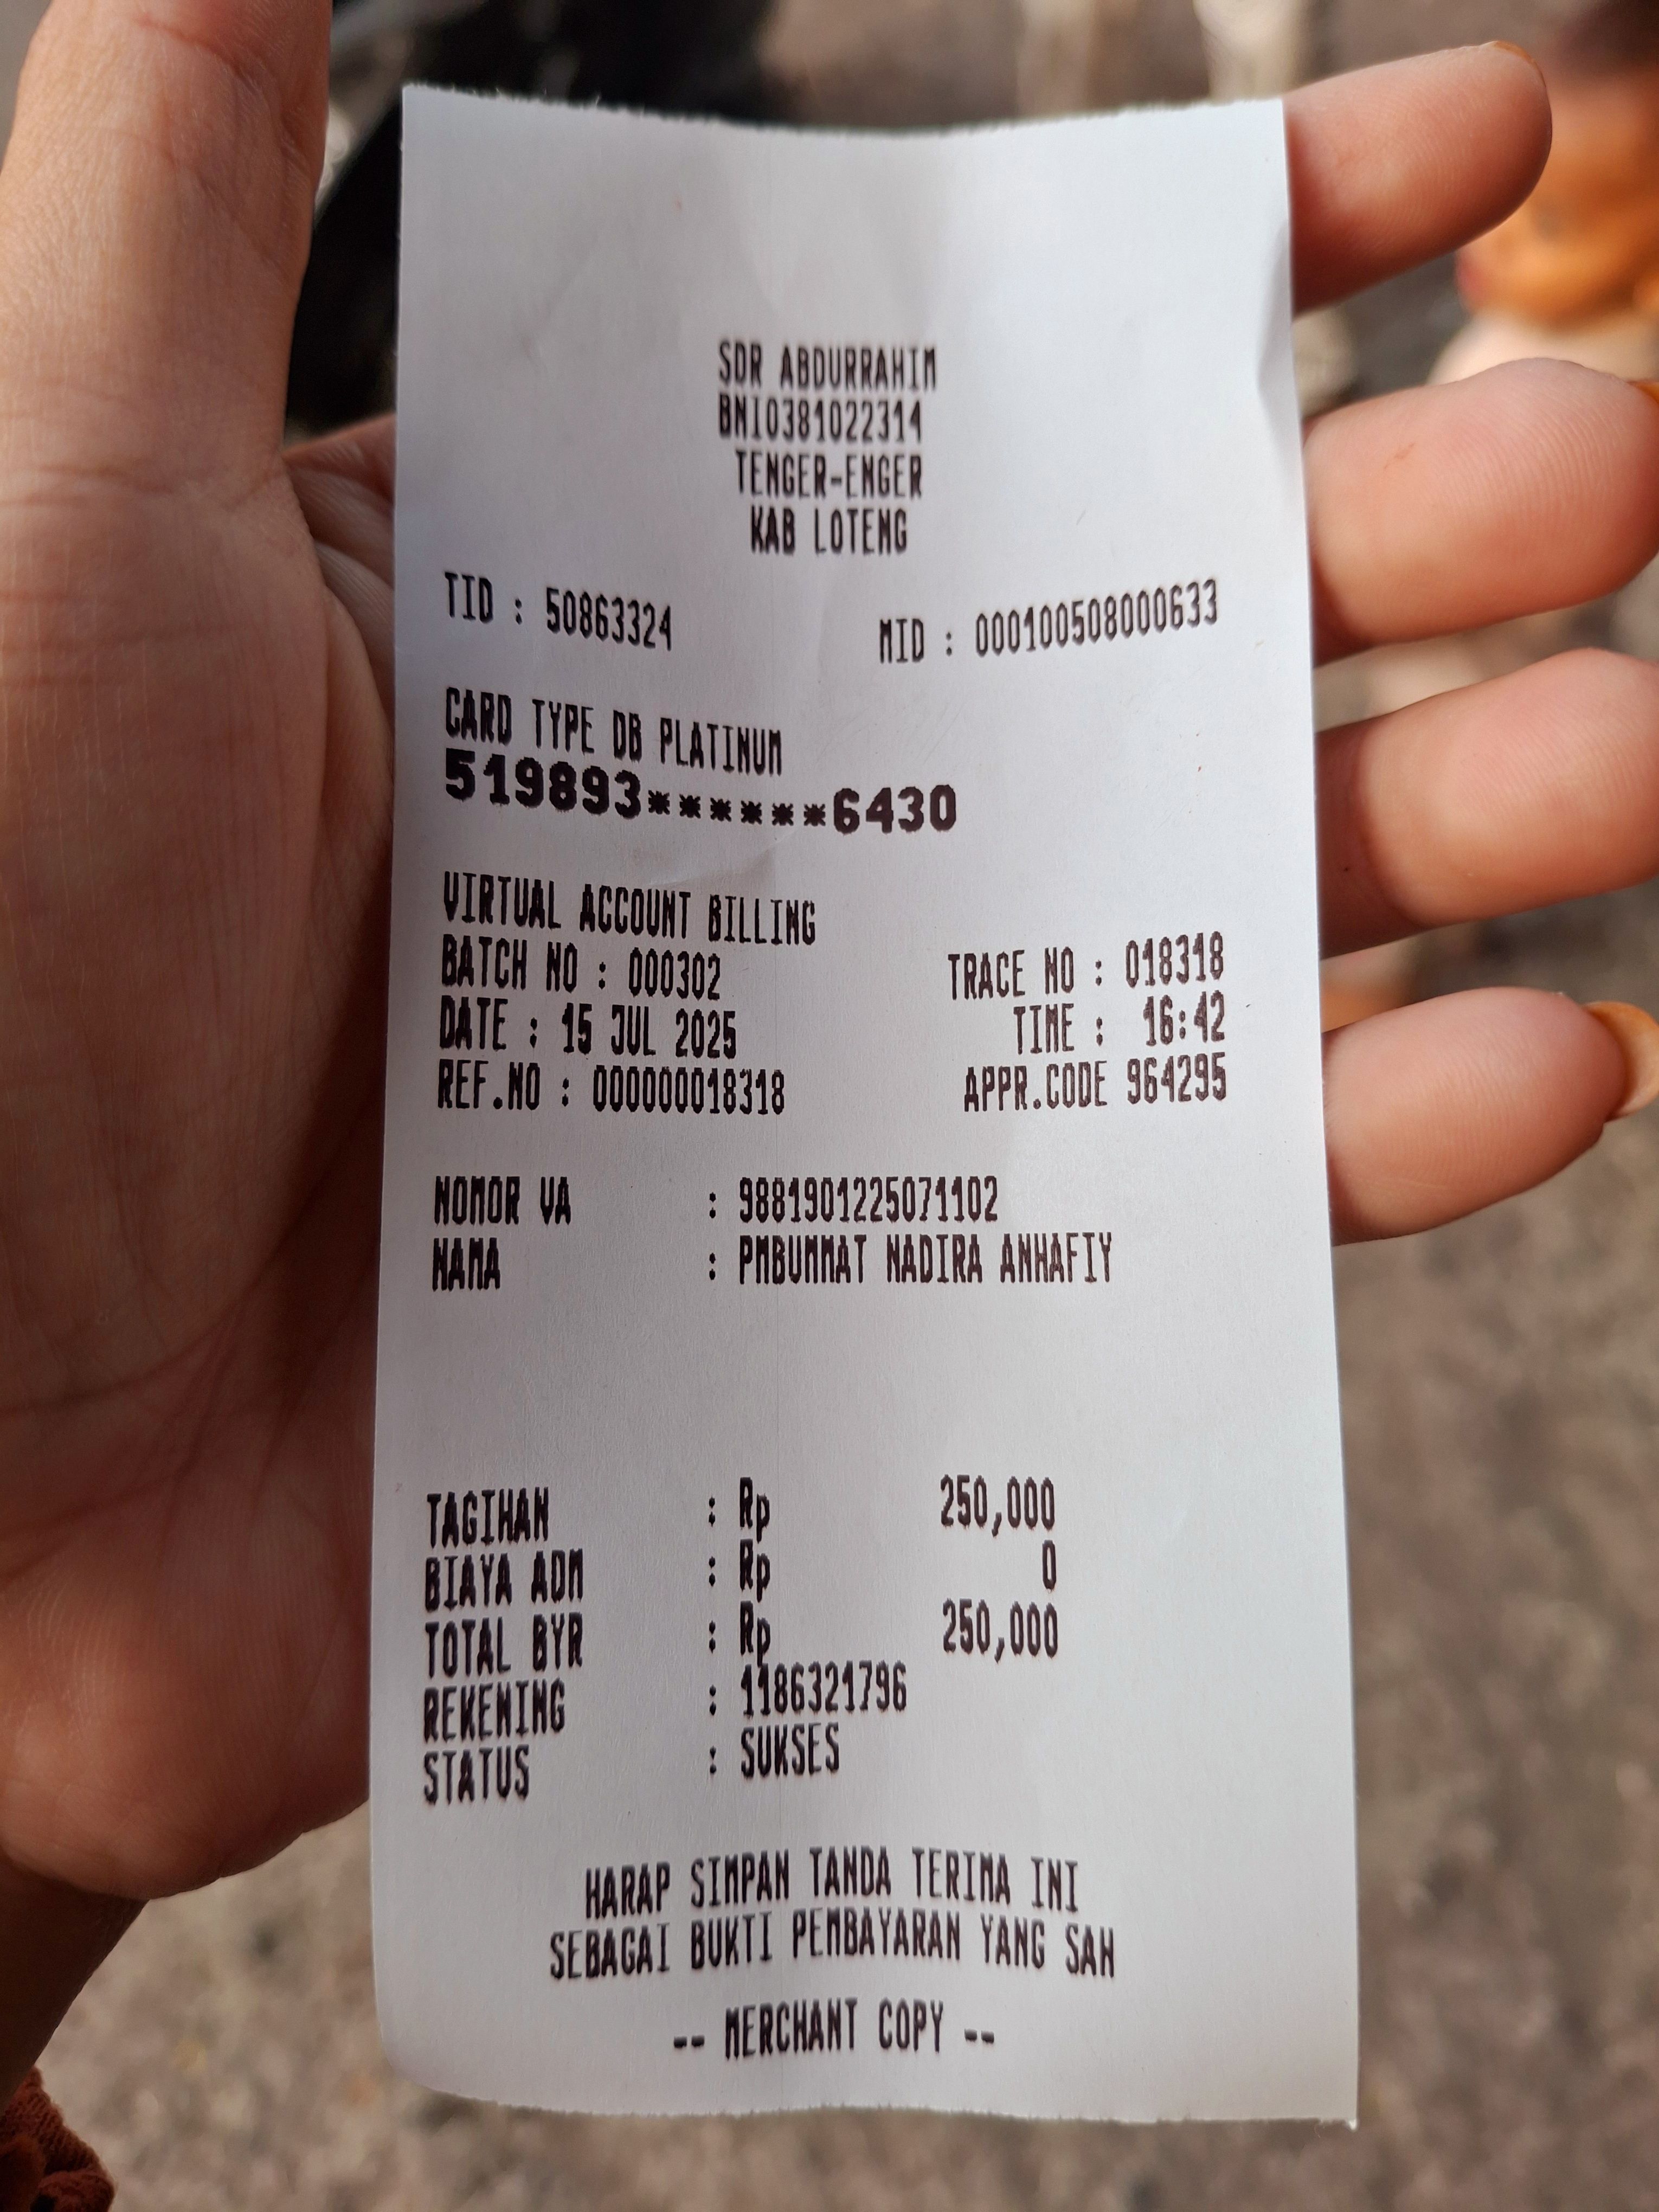 SDR ABDURRAHIM
BNI0381022314
TENGER-ENGER
KAB LOTENG
TID : 50863324 MID : 000100508000633
CARD TYPE DB PLATINUM
519893******6430
VIRTUAL ACCOUNT BILLING
BATCH NO : 000302 TRACE NO : 018318
DATE : 15 JUL 2025 TIME : 16:42
REF.NO : 000000018318 APPR.CODE 964295
NOMOR VA : 9881901225071102
NAMA : PMBUMMAT NADIRA ANHAFIY
TAGIHAN : Rp 250,000
BIAYA ADM : Rp 0
TOTAL BYR : Rp 250,000
REKENING : 1186321796
STATUS : SUKSES
HARAP SIMPAN TANDA TERIMA INI
SEBAGAI BUKTI PEMBAYARAN YANG SAH
-- MERCHANT COPY --